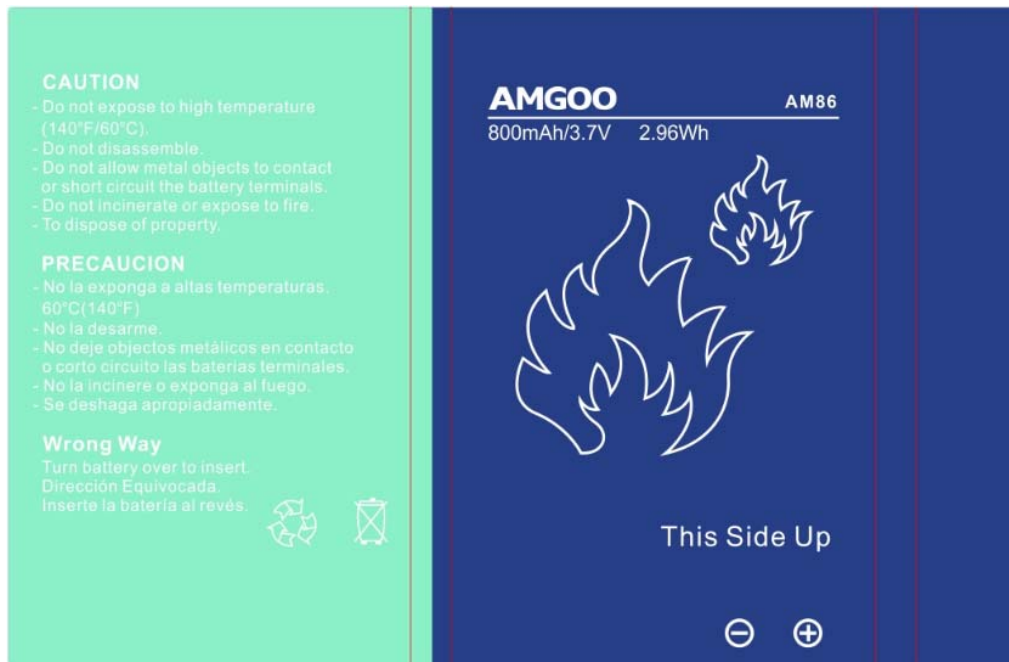 CAUTION
- Do not expose to high temperature
(140°F/60°C).
- Do not disassemble.
- Do not allow metal objects to contact
or short circuit the battery terminals.
- Do not incinerate or expose to fire.
- To dispose of property.
PRECAUCION
- No la exponga a altas temperaturas.
60°C(140°F)
- No la desarme.
- No deje objectos metálicos en contacto
o corto circuito las baterias terminales.
- No la incinere o exponga al fuego.
- Se deshaga apropiadamente.
Wrong Way
Turn battery over to insert.
Dirección Equivocada.
Inserte la batería al revés.
AMGOO AM86
800mAh/3.7V 2.96Wh
This Side Up